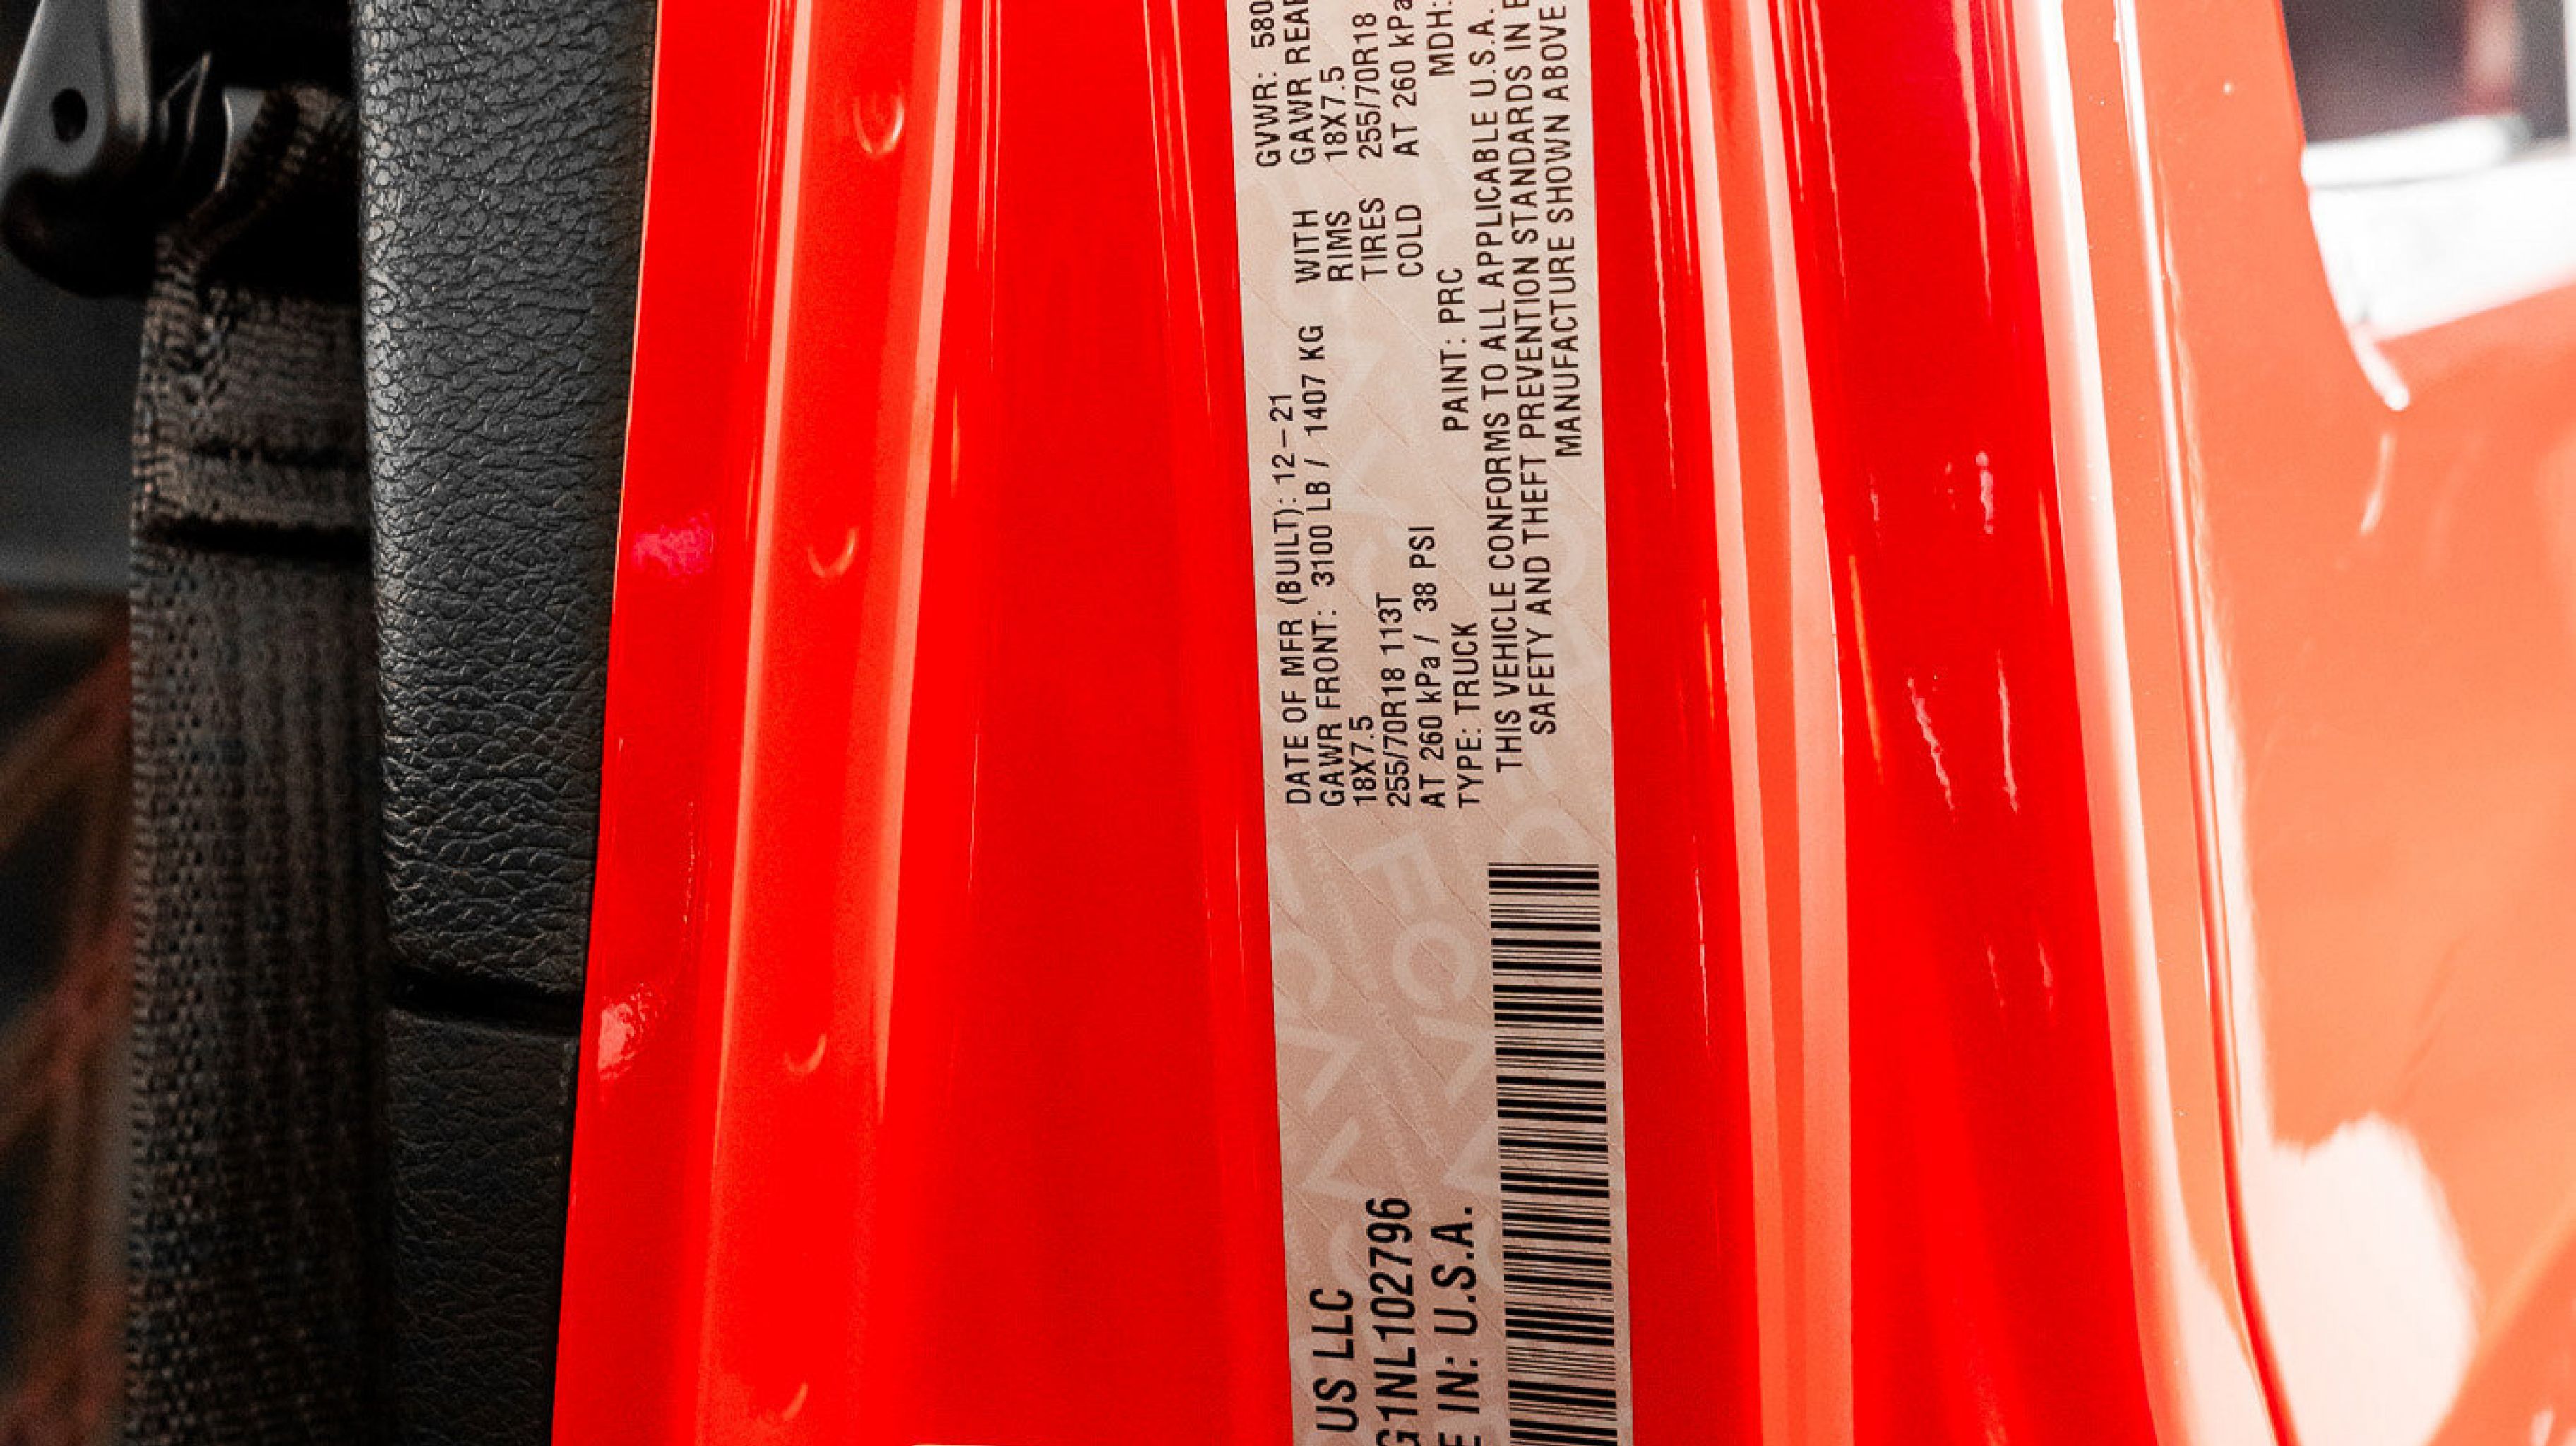 US LLC
G1NL102796
E IN: U.S.A.
DATE OF MFR (BUILT): 12-21
GAWR FRONT: 3100 LB / 1407 KG
18X7.5
255/70R18 113T
AT 260 kPa / 38 PSI
TYPE: TRUCK
PAINT: PRC
WITH
RIMS
TIRES
COLD
GVWR: 580
GAWR REAR
18X7.5
255/70R18
AT 260 kPa
MDH:
THIS VEHICLE CONFORMS TO ALL APPLICABLE U.S.A.
SAFETY AND THEFT PREVENTION STANDARDS IN
MANUFACTURE SHOWN ABOVE
FCA